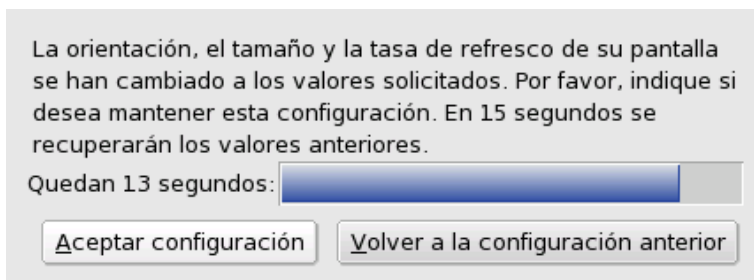 La orientación, el tamaño y la tasa de refresco de su pantalla
se han cambiado a los valores solicitados. Por favor, indique si
desea mantener esta configuración. En 15 segundos se
recuperarán los valores anteriores.
Quedan 13 segundos:
Aceptar configuración
Volver a la configuración anterior